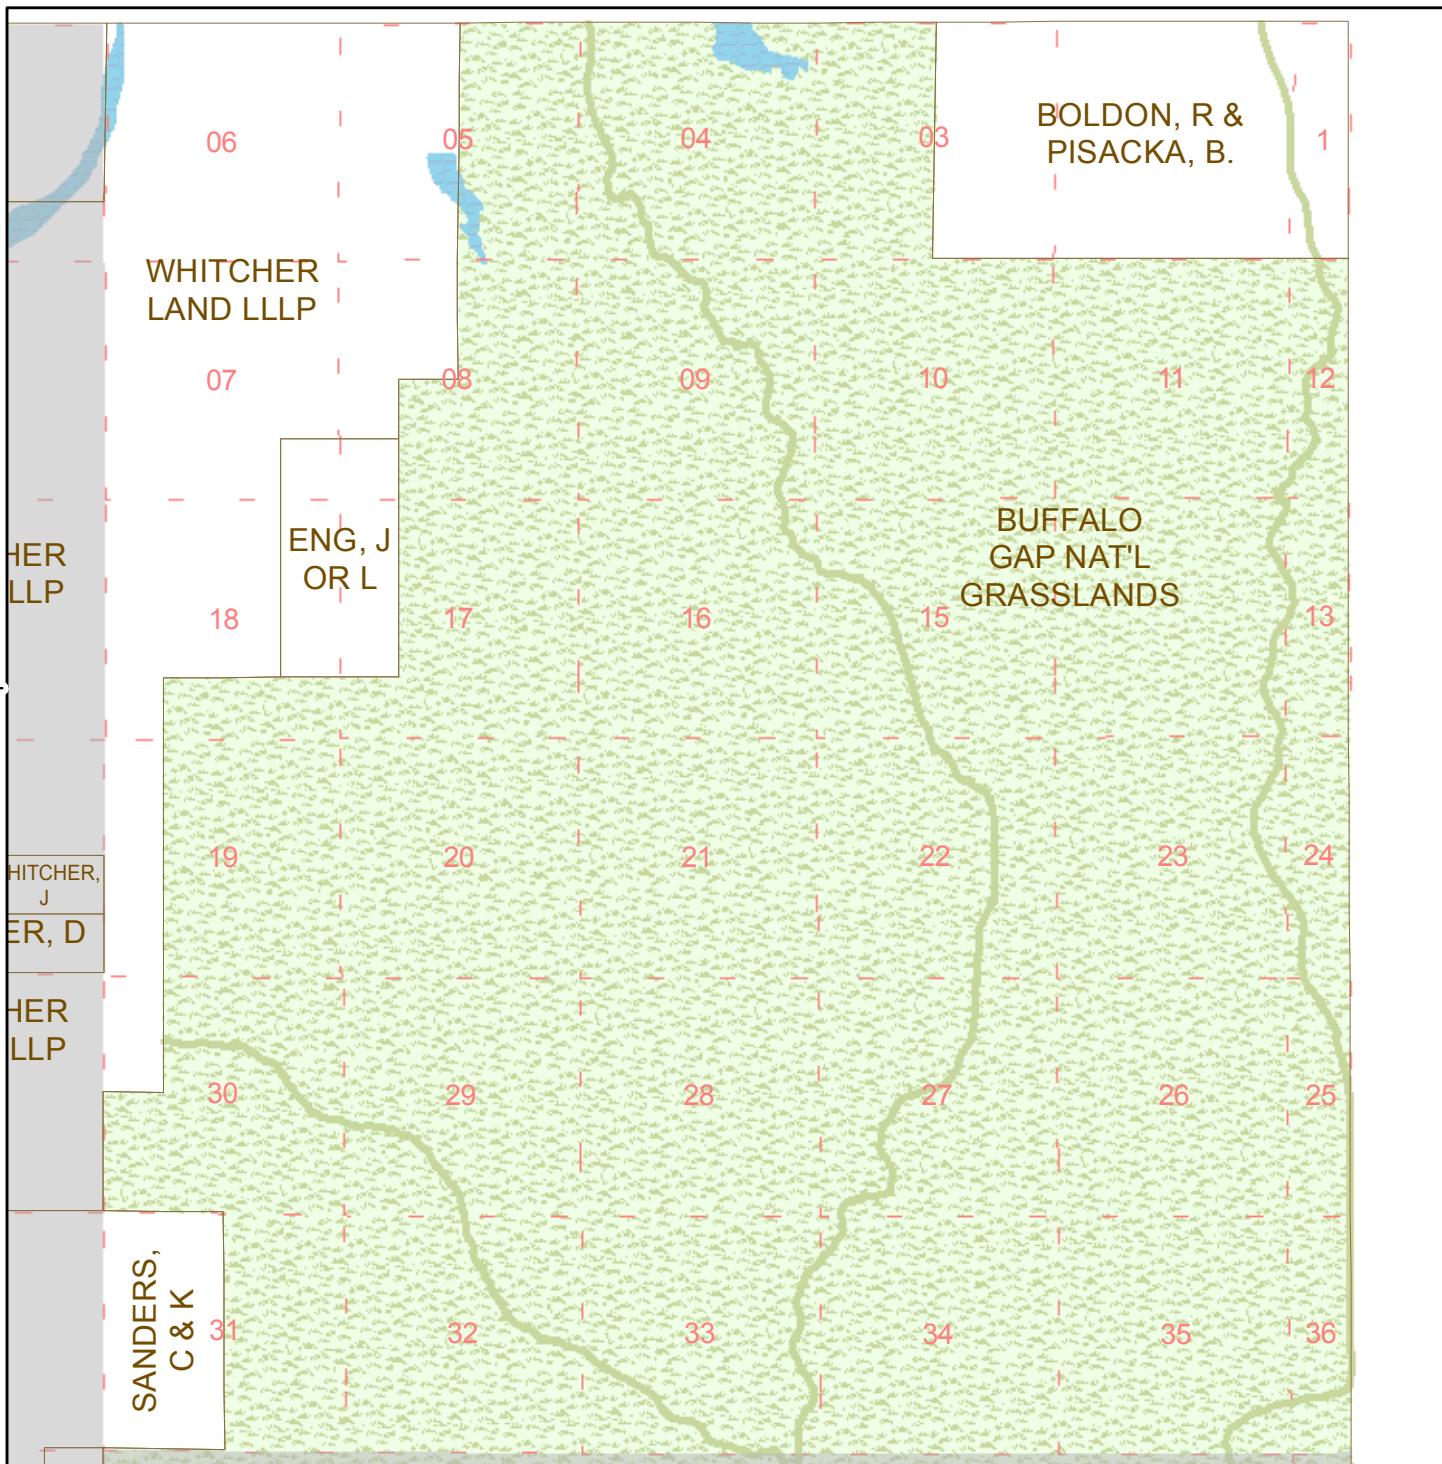 BOLDON, R &
PISACKA, B.
06
05
04
03
1
WHITCHER
LAND LLLP
07
08
09
10
11
12
BUFFALO
GAP NAT'L
GRASSLANDS
ENG, J
OR L
HER
LLP
18
17
16
15
13
19
20
21
22
23
24
HITCHER,
J
ER, D
HER
LLP
30
29
28
27
26
25
SANDERS,
C & K
31
32
33
34
35
36